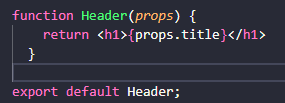 function Header(props) {
    return <h1>{props.title}</h1>
  }

export default Header;